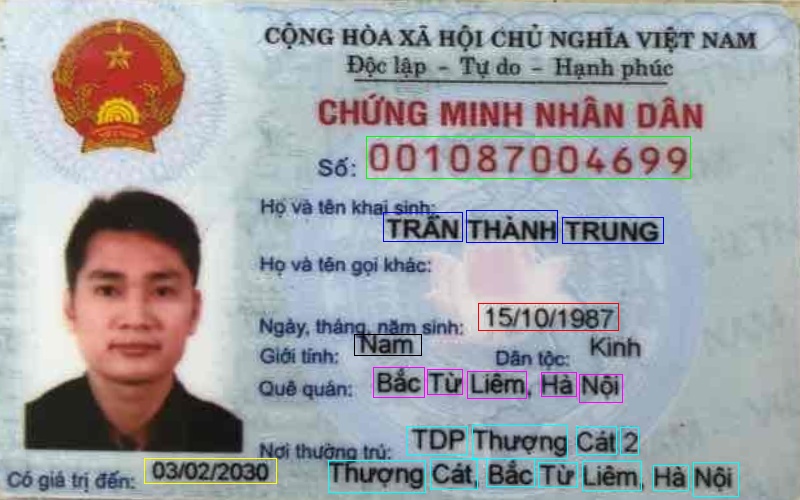 CỘNG HÒA XÃ HỘI CHỦ NGHĨA VIỆT NAM
Độc lập – Tự do – Hạnh phúc
CHỨNG MINH NHÂN DÂN
Số: 001087004699
Họ và tên khai sinh:
TRẦN THÀNH TRUNG
Họ và tên gọi khác:
Ngày, tháng, năm sinh: 15/10/1987
Giới tính: Nam Dân tộc: Kinh
Quê quán: Bắc Từ Liêm, Hà Nội
Nơi thường trú: TDP Thượng Cát 2
Có giá trị đến: 03/02/2030 Thượng Cát, Bắc Từ Liêm, Hà Nội